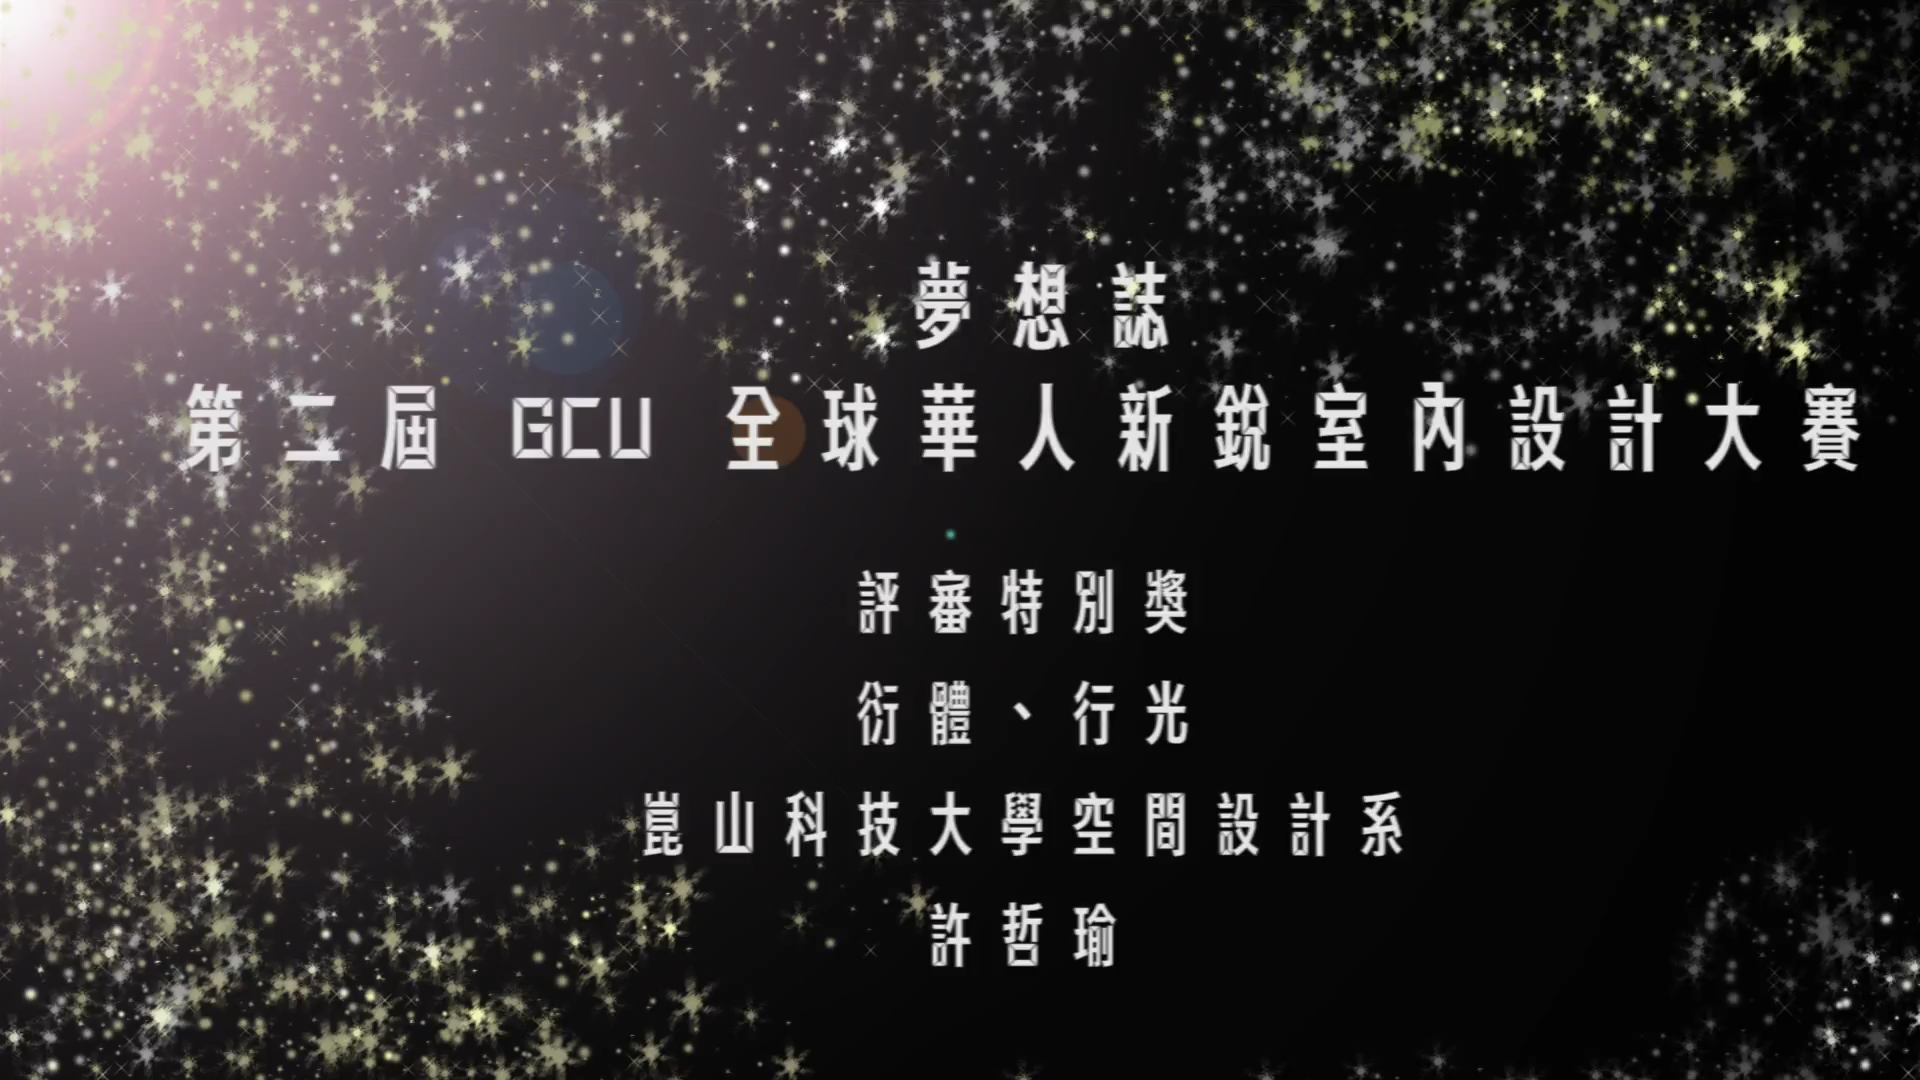 夢想誌
第二屆 GCU 全球華人新銳室內設計大賽
評審特別獎
衍體、行光
崑山科技大學空間設計系
許哲瑜